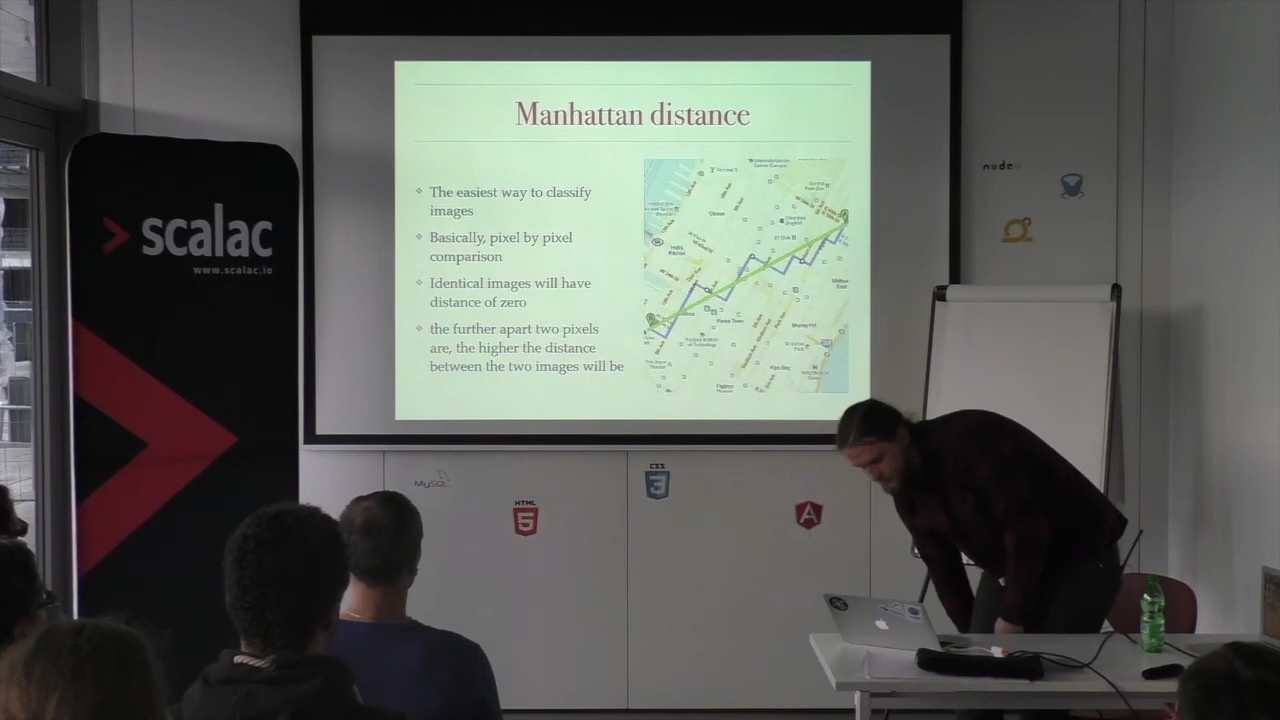 Manhattan distance
The easiest way to classify
images
Basically, pixel by pixel
comparison
Identical images will have
distance of zero
the further apart two pixels
are, the higher the distance
between the two images will be
scalac
www.scalac.io
node
MySQL
HTML
5
CSS
3
A